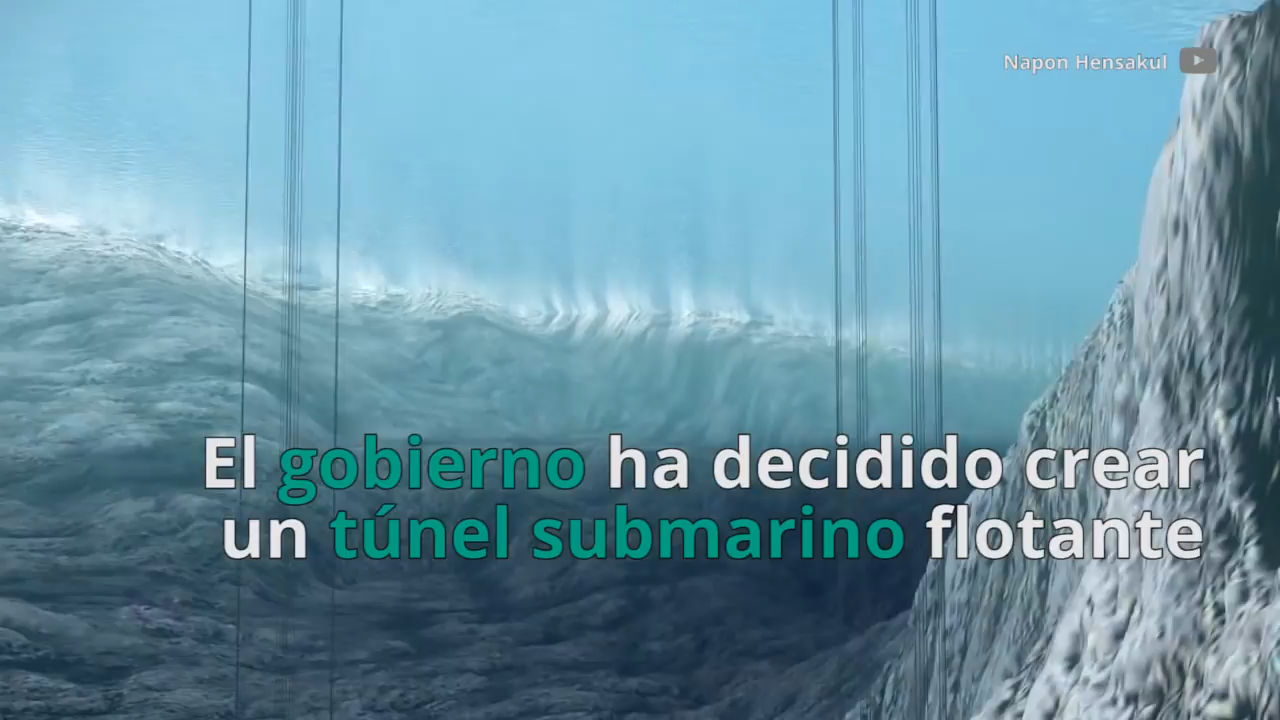 Napon Hensakul
El gobierno ha decidido crear
un túnel submarino flotante